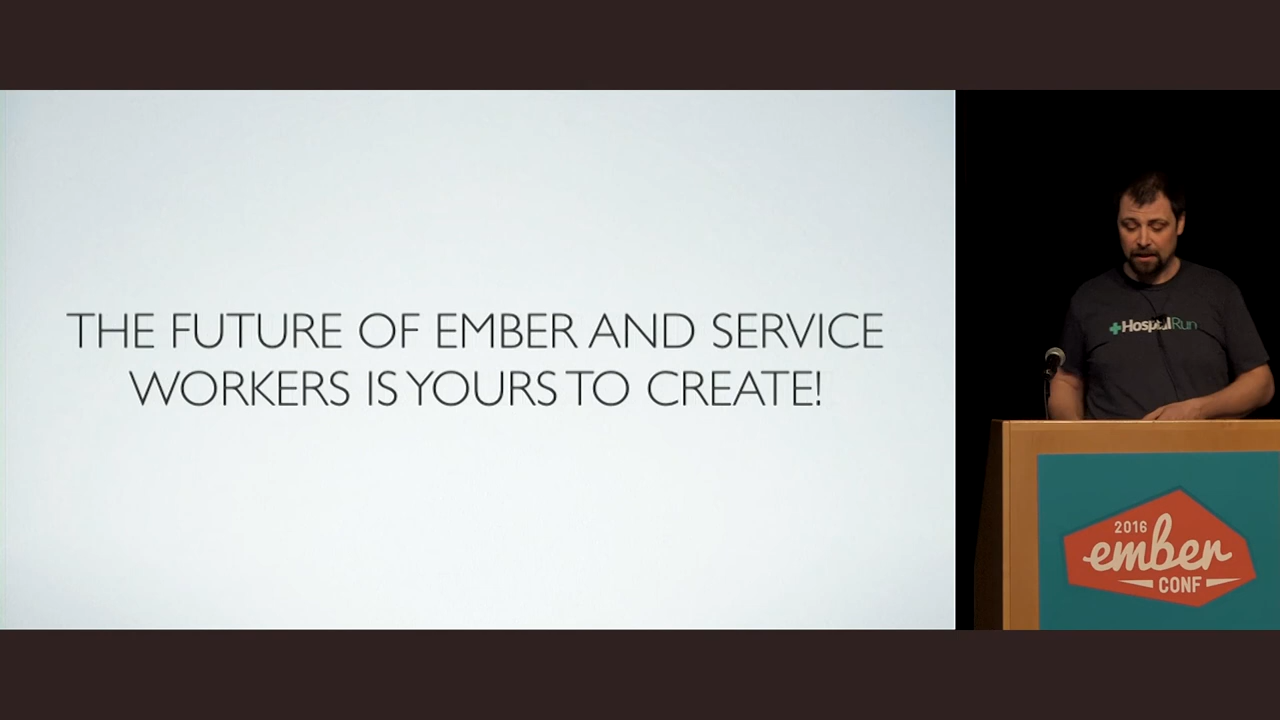 THE FUTURE OF EMBER AND SERVICE
WORKERS IS YOURS TO CREATE!
HospitalRun
2016
ember
CONF